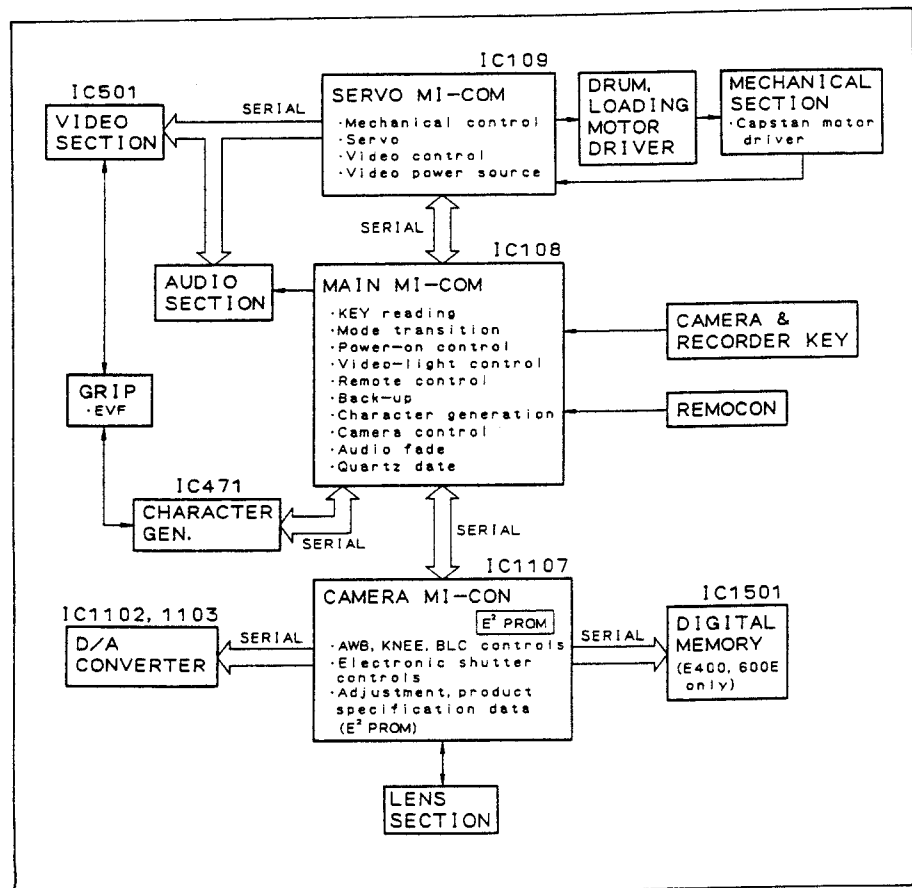 IC109
SERVO MI-COM
·Mechanical control
·Servo
·Video control
·Video power source
DRUM,
LOADING
MOTOR
DRIVER
MECHANICAL
SECTION
·Capstan motor
driver
IC501
VIDEO
SECTION
SERIAL
SERIAL
IC108
AUDIO
SECTION
MAIN MI-COM
·KEY reading
·Mode transition
·Power-on control
·Video-light control
·Remote control
·Back-up
·Character generation
·Camera control
·Audio fade
·Quartz date
CAMERA &
RECORDER KEY
REMOCON
GRIP
·EVF
IC471
CHARACTER
GEN.
SERIAL
SERIAL
IC1107
CAMERA MI-CON
E² PROM
·AWB, KNEE, BLC controls
·Electronic shutter
controls
·Adjustment, product
specification data
(E² PROM)
IC1102, 1103
D/A
CONVERTER
SERIAL
SERIAL
IC1501
DIGITAL
MEMORY
(E400, 600E
only)
LENS
SECTION